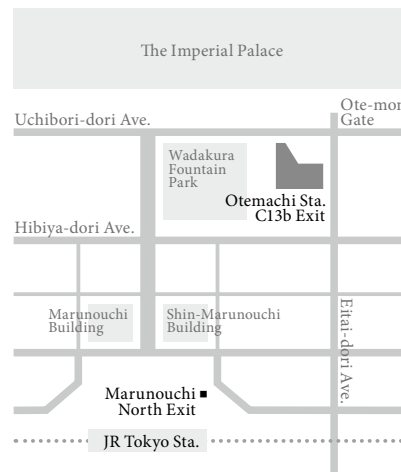 The Imperial Palace
Ote-mon
Gate
Uchibori-dori Ave.
Wadakura
Fountain
Park
Otemachi Sta.
C13b Exit
Hibiya-dori Ave.
Marunouchi
Building
Shin-Marunouchi
Building
Eitai-dori Ave.
Marunouchi
North Exit
JR Tokyo Sta.